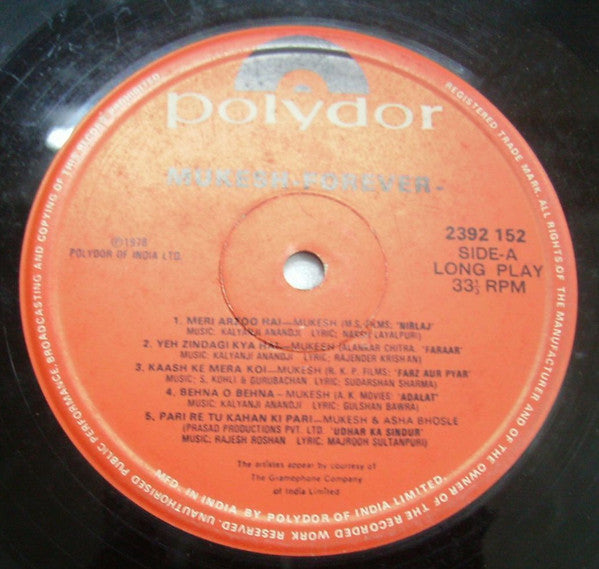 polydor
MUKESH-FOREVER-
℗1978
POLYDOR OF INDIA LTD.
2392 152
SIDE-A
LONG PLAY
33⅓ RPM
1. MERI ARZOO HAI—MUKESH (M.S. FILMS: 'NIRLAJ')
MUSIC: KALYANJI ANANDJI LYRIC: NAKSH LAYALPURI)
2. YEH ZINDAGI KYA HAI—MUKESH (ALANKAR CHITRA, 'FARAAR'
MUSIC: KALYANJI ANANDJI LYRIC: RAJENDER KRISHAN)
3. KAASH KE MERA KOI—MUKESH (R. K. P. FILMS: 'FARZ AUR PYAR'
MUSIC: S. KOHLI & GURUBACHAN LYRIC: SUDARSHAN SHARMA)
4. BEHNA O BEHNA—MUKESH (A. K. MOVIES: 'ADALAT'
MUSIC: KALYANJI ANANDJI LYRIC: GULSHAN BAWRA)
5. PARI RE TU KAHAN KI PARI—MUKESH & ASHA BHOSLE
(PRASAD PRODUCTIONS PVT. LTD. 'UDHAR KA SINDUR'
MUSIC: RAJESH ROSHAN LYRIC: MAJROOH SULTANPURI)
The artistes appear by courtesy of
The Gramophone Company
of India Limited
REGISTERED TRADE MARK. ALL RIGHTS OF THE MANUFACTURER AND OF THE OWNER OF THE RECORDED WORK RESERVED. UNAUTHORISED PUBLIC PERFORMANCE, BROADCASTING AND COPYING OF THIS RECORD PROHIBITED
MFD. IN INDIA BY POLYDOR OF INDIA LIMITED.